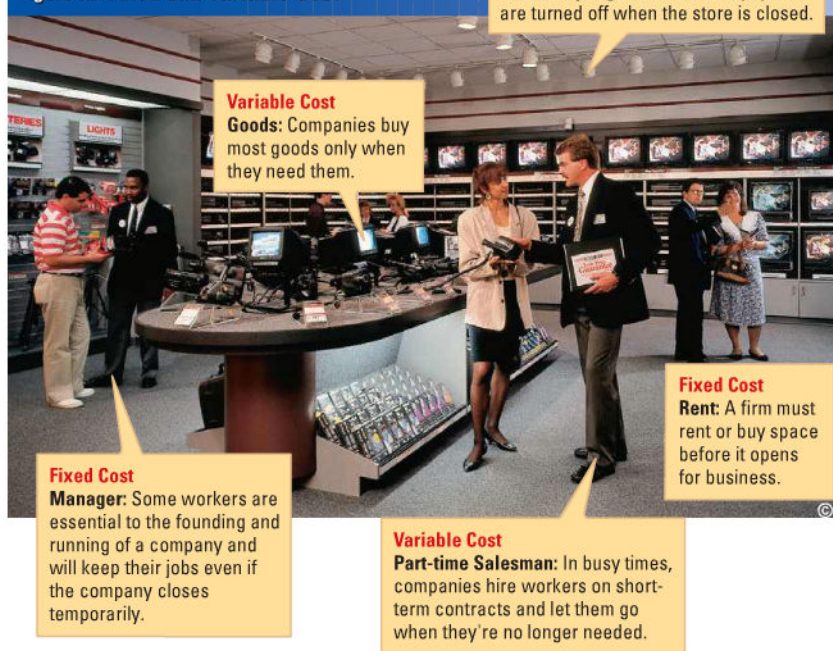 are turned off when the store is closed.
Variable Cost
Goods: Companies buy
most goods only when
they need them.
TERIES
LIGHTS
Fixed Cost
Rent: A firm must
rent or buy space
before it opens
for business.
Fixed Cost
Manager: Some workers are
essential to the founding and
running of a company and
will keep their jobs even if
the company closes
temporarily.
Variable Cost
Part-time Salesman: In busy times,
companies hire workers on short-
term contracts and let them go
when they're no longer needed.
©